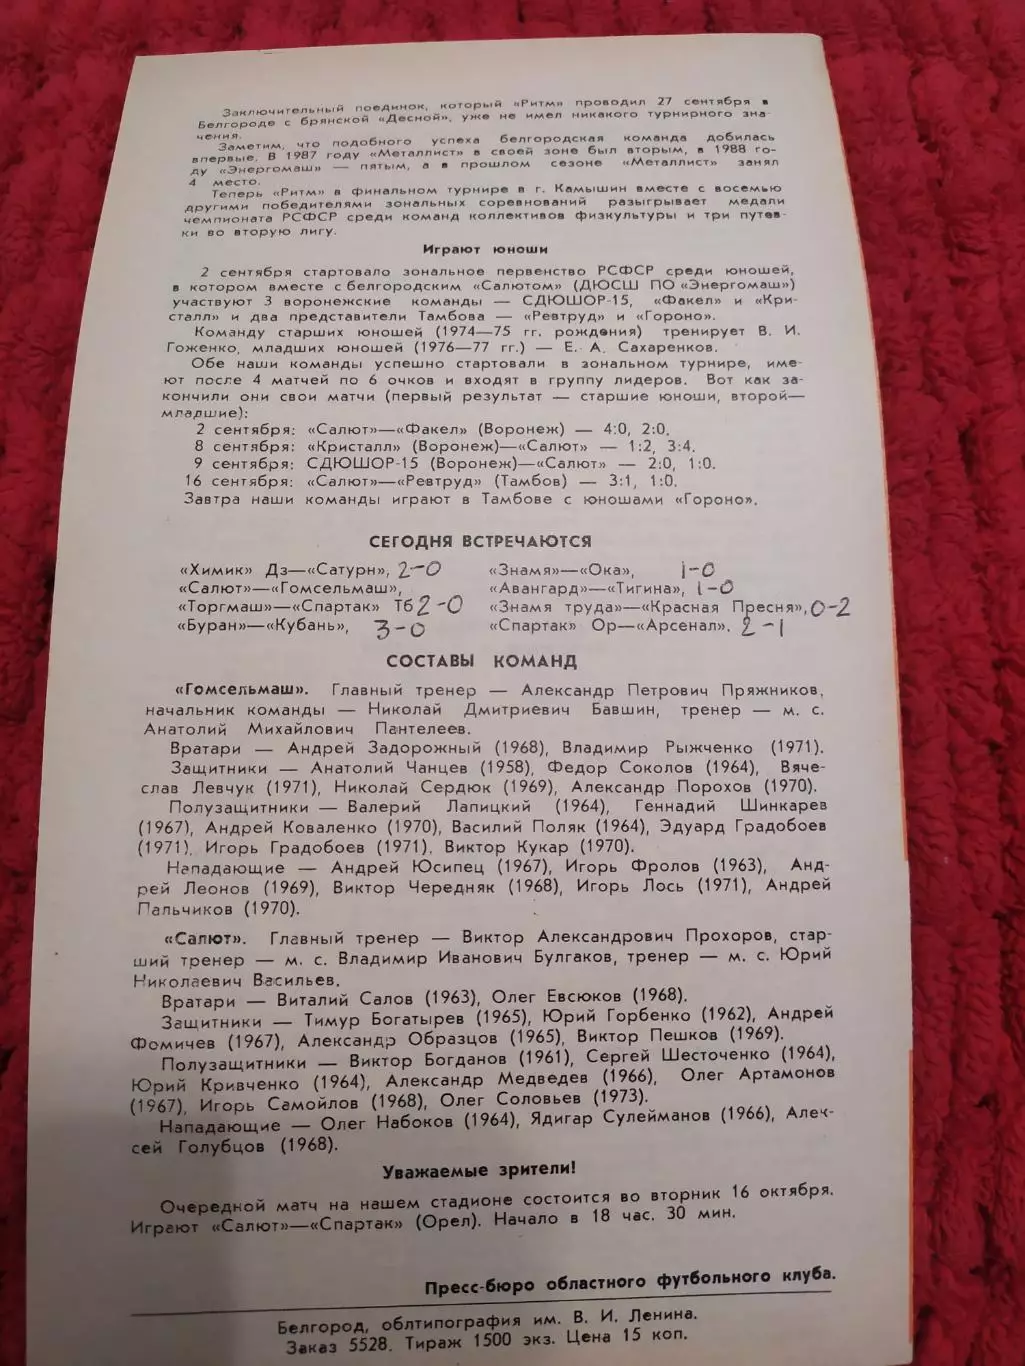 Заключительный поединок, который «Ритм» проводил 27 сентября в
Белгороде с брянской «Десной», уже не имел никакого турнирного зна-
чения.
Заметим, что подобного успеха белгородская команда добилась
впервые. В 1987 году «Металлист» в своей зоне был вторым, в 1988 го-
ду «Энергомаш» — пятым, а в прошлом сезоне «Металлист» занял
4 место.
Теперь «Ритм» в финальном турнире в г. Камышин вместе с восемью
другими победителями зональных соревнований разыгрывает медали
чемпионата РСФСР среди команд коллективов физкультуры и три путев-
ки во вторую лигу.
Играют юноши
2 сентября стартовало зональное первенство РСФСР среди юношей,
в котором вместе с белгородским «Салютом» (ДЮСШ ПО «Энергомаш»)
участвуют 3 воронежские команды — СДЮШОР-15, «Факел» и «Кри-
сталл» и два представители Тамбова — «Ревтруд» и «Гороно».
Команду старших юношей (1974—75 гг. рождения) тренирует В. И.
Гоженко, младших юношей (1976—77 гг.) — Е. А. Сахаренков.
Обе наши команды успешно стартовали в зональном турнире, име-
ют после 4 матчей по 6 очков и входят в группу лидеров. Вот как за-
кончили они свои матчи (первый результат — старшие юноши, второй—
младшие):
2 сентября: «Салют»—«Факел» (Воронеж) — 4:0, 2:0.
8 сентября: «Кристалл» (Воронеж)—«Салют» — 1:2, 3:4.
9 сентября: СДЮШОР-15 (Воронеж)—«Салют» — 2:0, 1:0.
16 сентября: «Салют»—«Ревтруд» (Тамбов) — 3:1, 1:0.
Завтра наши команды играют в Тамбове с юношами «Гороно».
СЕГОДНЯ ВСТРЕЧАЮТСЯ
«Химик» Дз—«Сатурн», 2-0
«Салют»—«Гомсельмаш»,
«Торгмаш»—«Спартак» Тб 2-0
«Буран»—«Кубань», 3-0
«Знамя»—«Ока», 1-0
«Авангард»—«Тигина», 1-0
«Знамя труда»—«Красная Пресня», 0-2
«Спартак» Ор—«Арсенал». 2-1
СОСТАВЫ КОМАНД
«Гомсельмаш». Главный тренер — Александр Петрович Пряжников,
начальник команды — Николай Дмитриевич Бавшин, тренер — м. с.
Анатолий Михайлович Пантелеев.
Вратари — Андрей Задорожный (1968), Владимир Рыжченко (1971).
Защитники — Анатолий Чанцев (1958), Федор Соколов (1964), Вяче-
слав Левчук (1971), Николай Сердюк (1969), Александр Порохов (1970).
Полузащитники — Валерий Лапицкий (1964), Геннадий Шинкарев
(1967), Андрей Коваленко (1970), Василий Поляк (1964), Эдуард Градобоев
(1971), Игорь Градобоев (1971), Виктор Кукар (1970).
Нападающие — Андрей Юсипец (1967), Игорь Фролов (1963), Анд-
рей Леонов (1969), Виктор Чередняк (1968), Игорь Лось (1971), Андрей
Пальчиков (1970).
«Салют». Главный тренер — Виктор Александрович Прохоров, стар-
ший тренер — м. с. Владимир Иванович Булгаков, тренер — м. с. Юрий
Николаевич Васильев.
Вратари — Виталий Салов (1963), Олег Евсюков (1968).
Защитники — Тимур Богатырев (1965), Юрий Горбенко (1962), Андрей
Фомичев (1967), Александр Образцов (1965), Виктор Пешков (1969).
Полузащитники — Виктор Богданов (1961), Сергей Шесточенко (1964),
Юрий Кривченко (1964), Александр Медведев (1966), Олег Артамонов
(1967), Игорь Самойлов (1968), Олег Соловьев (1973).
Нападающие — Олег Набоков (1964), Ядигар Сулейманов (1966), Алек-
сей Голубцов (1968).
Уважаемые зрители!
Очередной матч на нашем стадионе состоится во вторник 16 октября.
Играют «Салют»—«Спартак» (Орел). Начало в 18 час. 30 мин.
Пресс-бюро областного футбольного клуба.
Белгород, облтипография им. В. И. Ленина.
Заказ 5528. Тираж 1500 экз. Цена 15 коп.